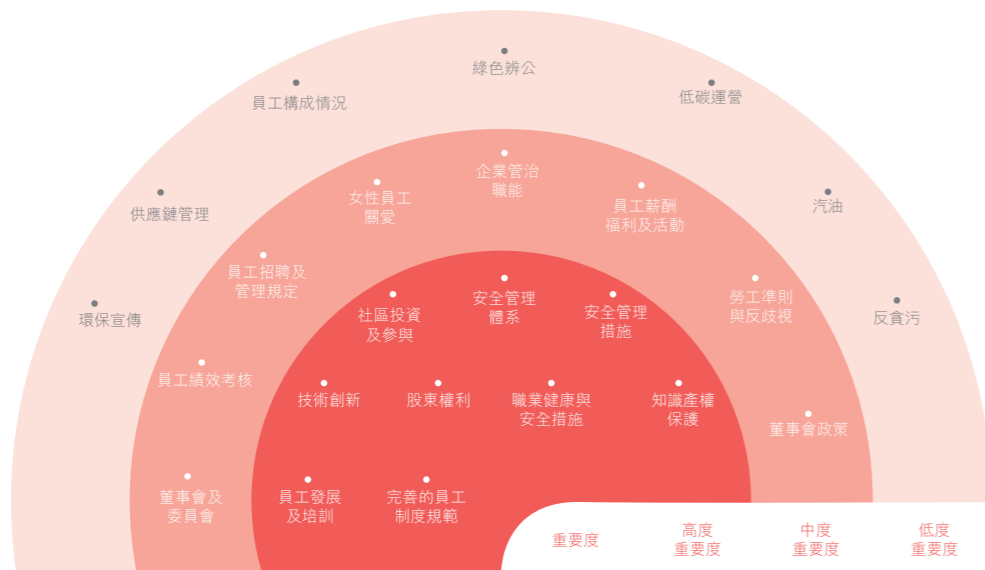 綠色辨公
員工構成情況
低碳運營
供應鏈管理
汽油
環保宣傳
反貪污
企業管治
職能
女性員工
關愛
員工薪酬
福利及活動
員工招聘及
管理規定
勞工準則
與反歧視
員工績效考核
董事會政策
董事會及
委員會
安全管理
體系
社區投資
及參與
安全管理
措施
技術創新
股東權利
職業健康與
安全措施
知識產權
保護
員工發展
及培訓
完善的員工
制度規範
重要度
高度
重要度
中度
重要度
低度
重要度